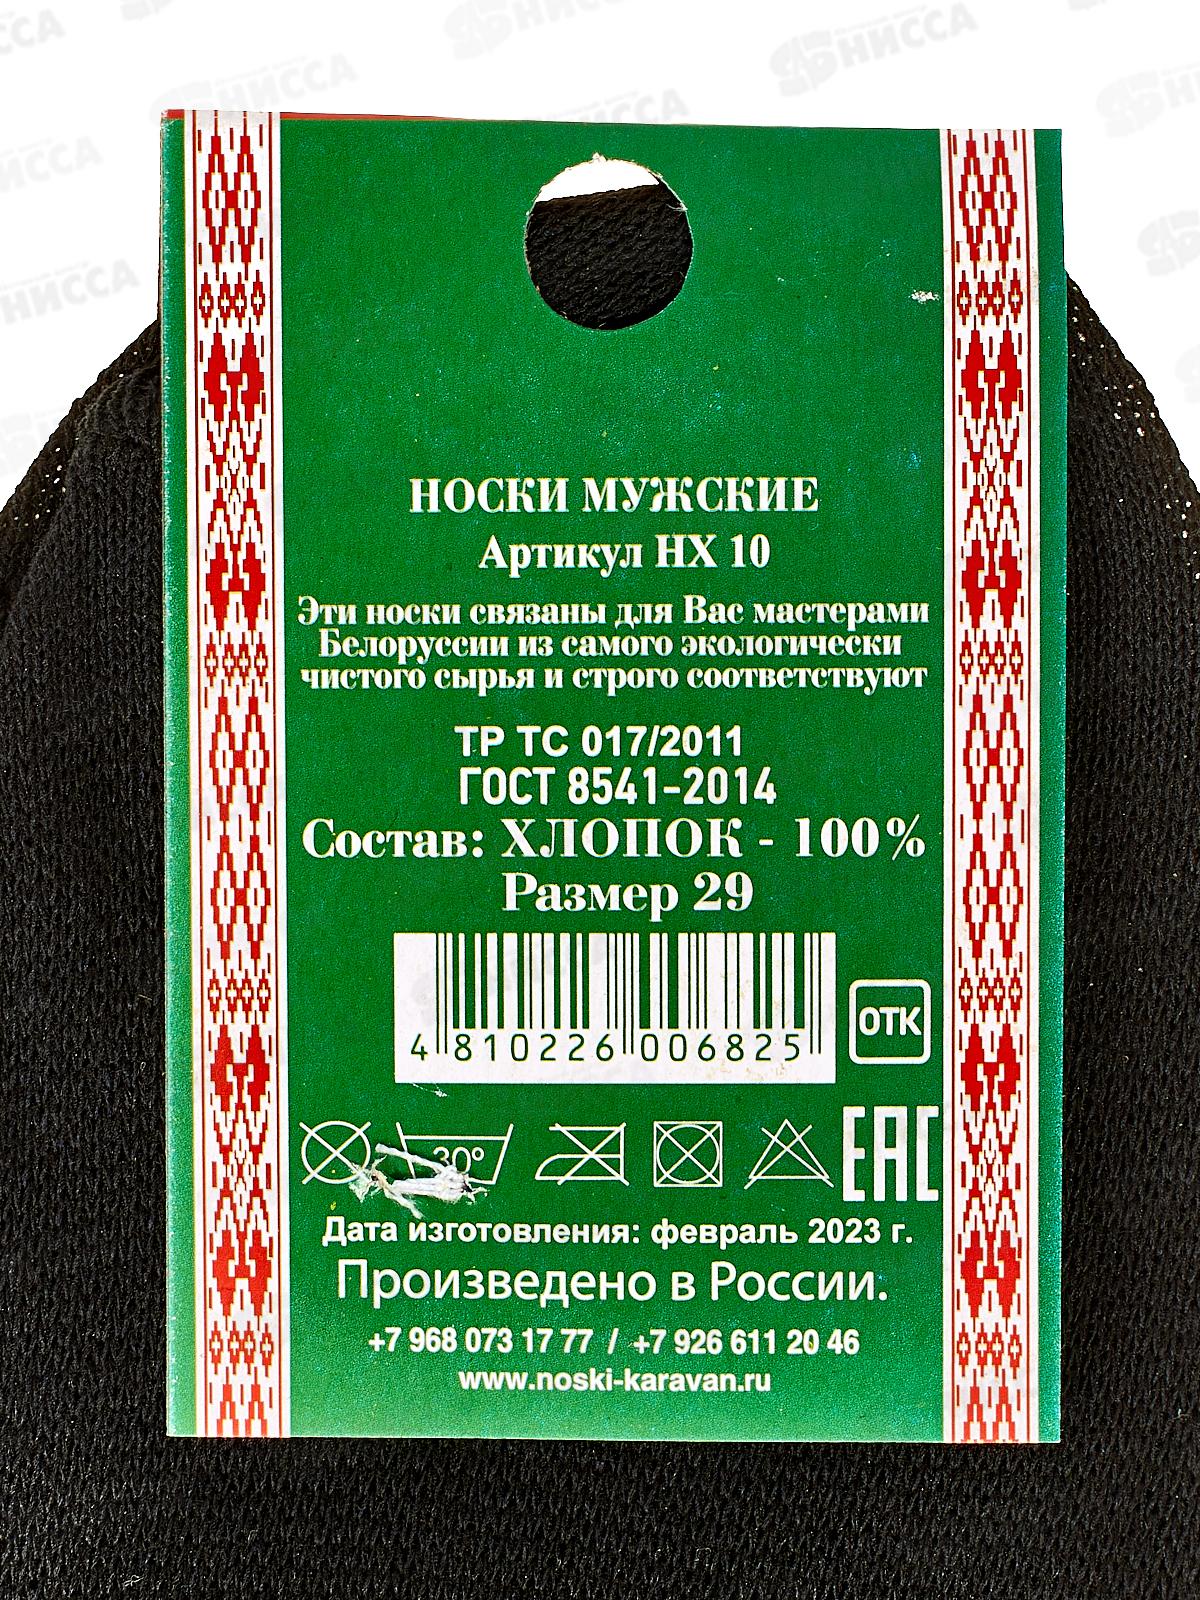 НОСКИ МУЖСКИЕ
Артикул НХ 10
Эти носки связаны для Вас мастерами
Белоруссии из самого экологически
чистого сырья и строго соответствуют
ТР ТС 017/2011
ГОСТ 8541-2014
Состав: ХЛОПОК - 100%
Размер 29
4 810226 006825
ОТК
30°
ЕАС
Дата изготовления: февраль 2023 г.
Произведено в России.
+7 968 073 17 77 / +7 926 611 20 46
www.noski-karavan.ru